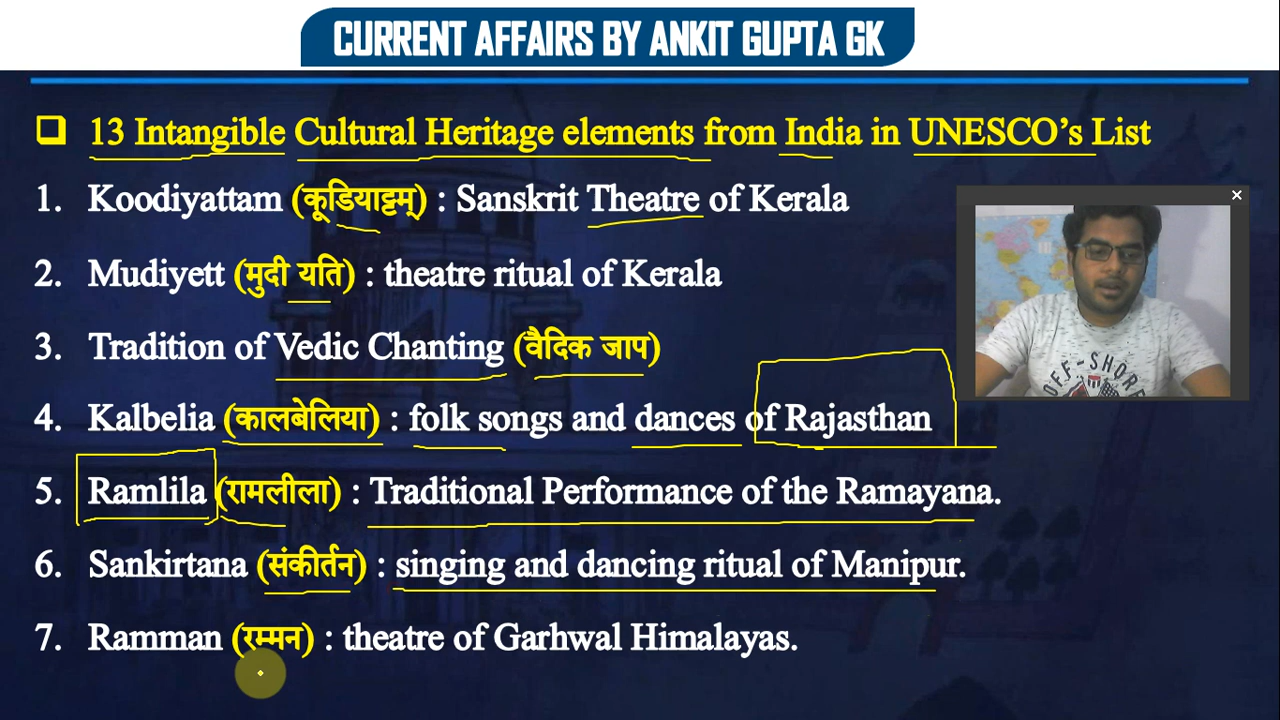 CURRENT AFFAIRS BY ANKIT GUPTA GK
❑ 13 Intangible Cultural Heritage elements from India in UNESCO’s List
1. Koodiyattam (कूडियाट्टम्) : Sanskrit Theatre of Kerala
2. Mudiyett (मुदी यति) : theatre ritual of Kerala
3. Tradition of Vedic Chanting (वैदिक जाप)
4. Kalbelia (कालबेलिया) : folk songs and dances of Rajasthan
5. Ramlila (रामलीला) : Traditional Performance of the Ramayana.
6. Sankirtana (संकीर्तन) : singing and dancing ritual of Manipur.
7. Ramman (रम्मन) : theatre of Garhwal Himalayas.
OFF-SHORE